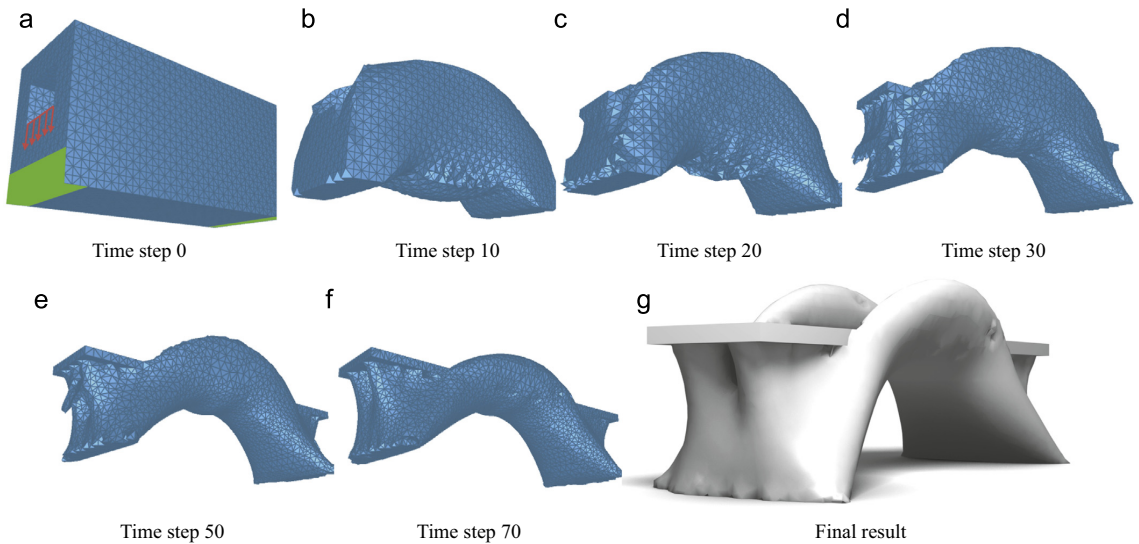 a
b
c
d
Time step 0
Time step 10
Time step 20
Time step 30
e
f
g
Time step 50
Time step 70
Final result